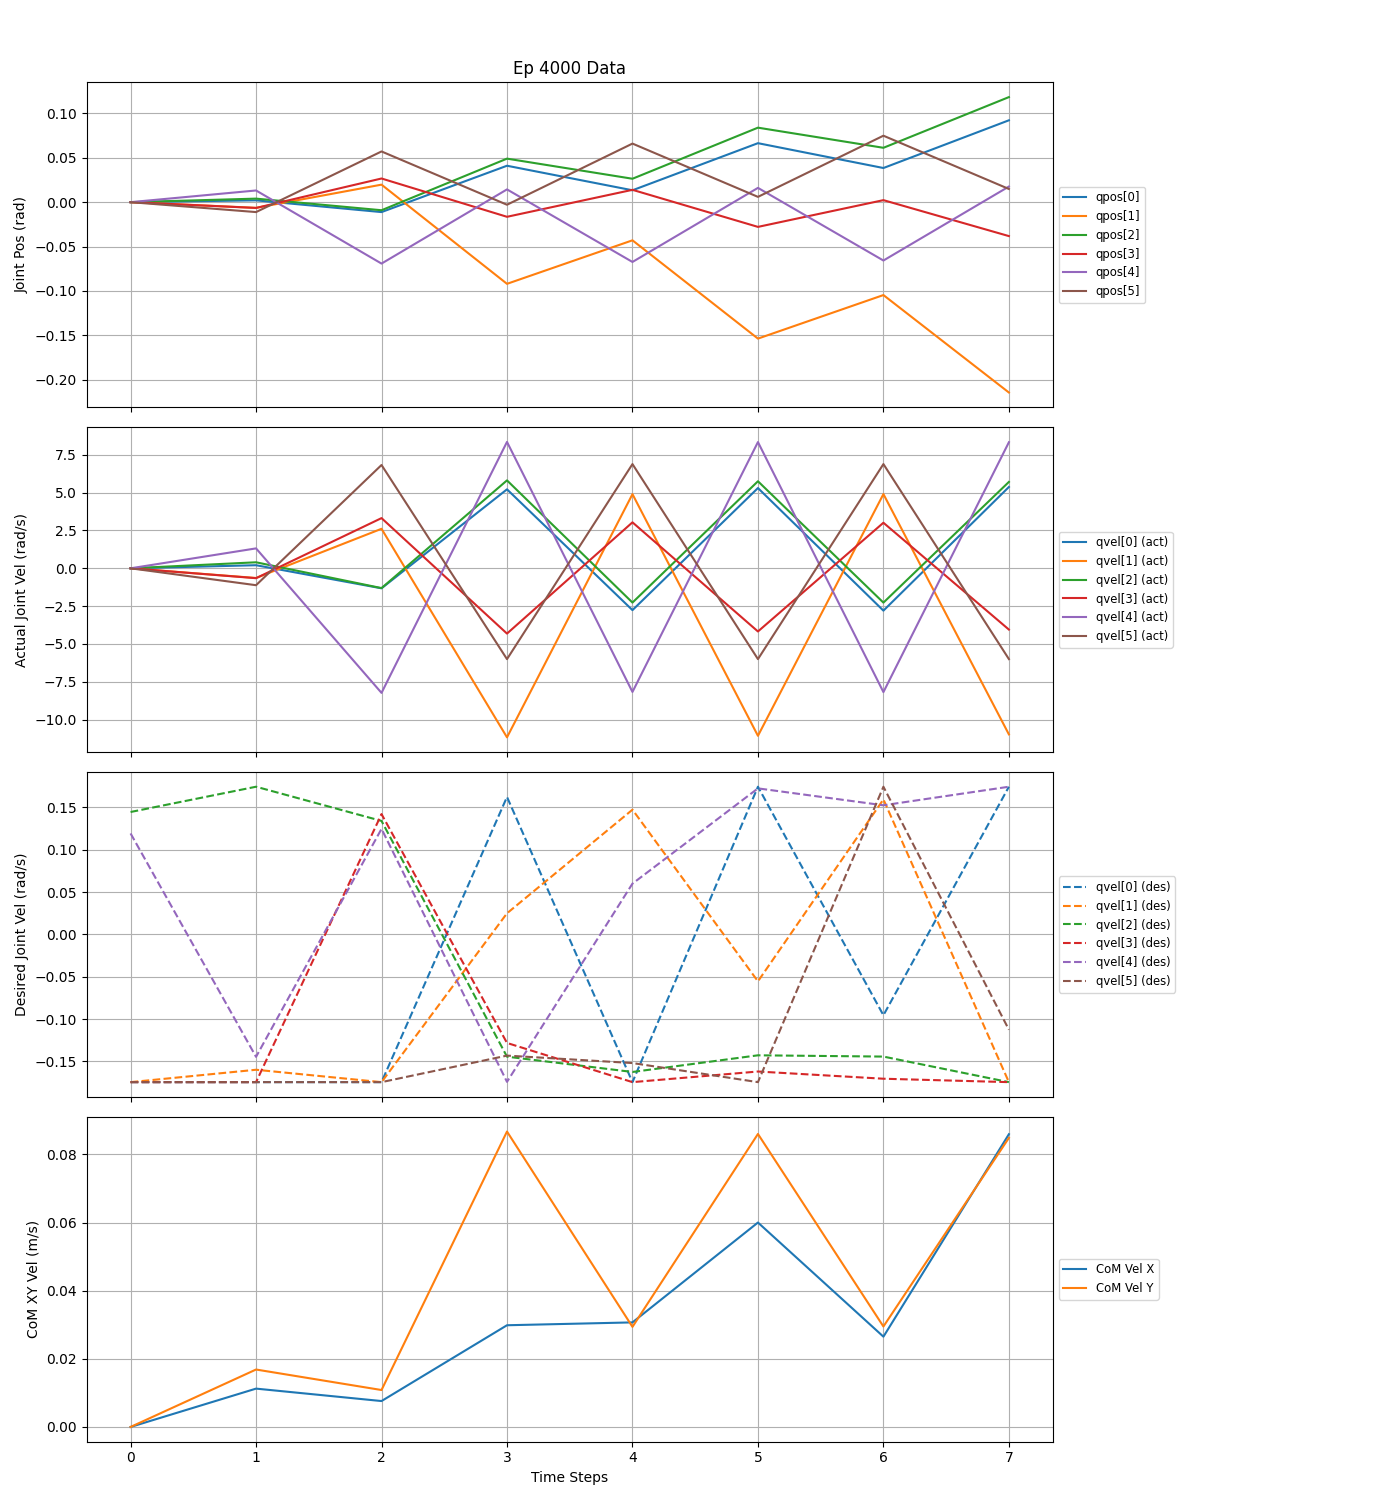 Ep 4000 Data
Joint Pos (rad)
0.10
0.05
0.00
−0.05
−0.10
−0.15
−0.20
qpos[0]
qpos[1]
qpos[2]
qpos[3]
qpos[4]
qpos[5]
Actual Joint Vel (rad/s)
7.5
5.0
2.5
0.0
−2.5
−5.0
−7.5
−10.0
qvel[0] (act)
qvel[1] (act)
qvel[2] (act)
qvel[3] (act)
qvel[4] (act)
qvel[5] (act)
Desired Joint Vel (rad/s)
0.15
0.10
0.05
0.00
−0.05
−0.10
−0.15
qvel[0] (des)
qvel[1] (des)
qvel[2] (des)
qvel[3] (des)
qvel[4] (des)
qvel[5] (des)
CoM XY Vel (m/s)
0.08
0.06
0.04
0.02
0.00
CoM Vel X
CoM Vel Y
0 1 2 3 4 5 6 7
Time Steps